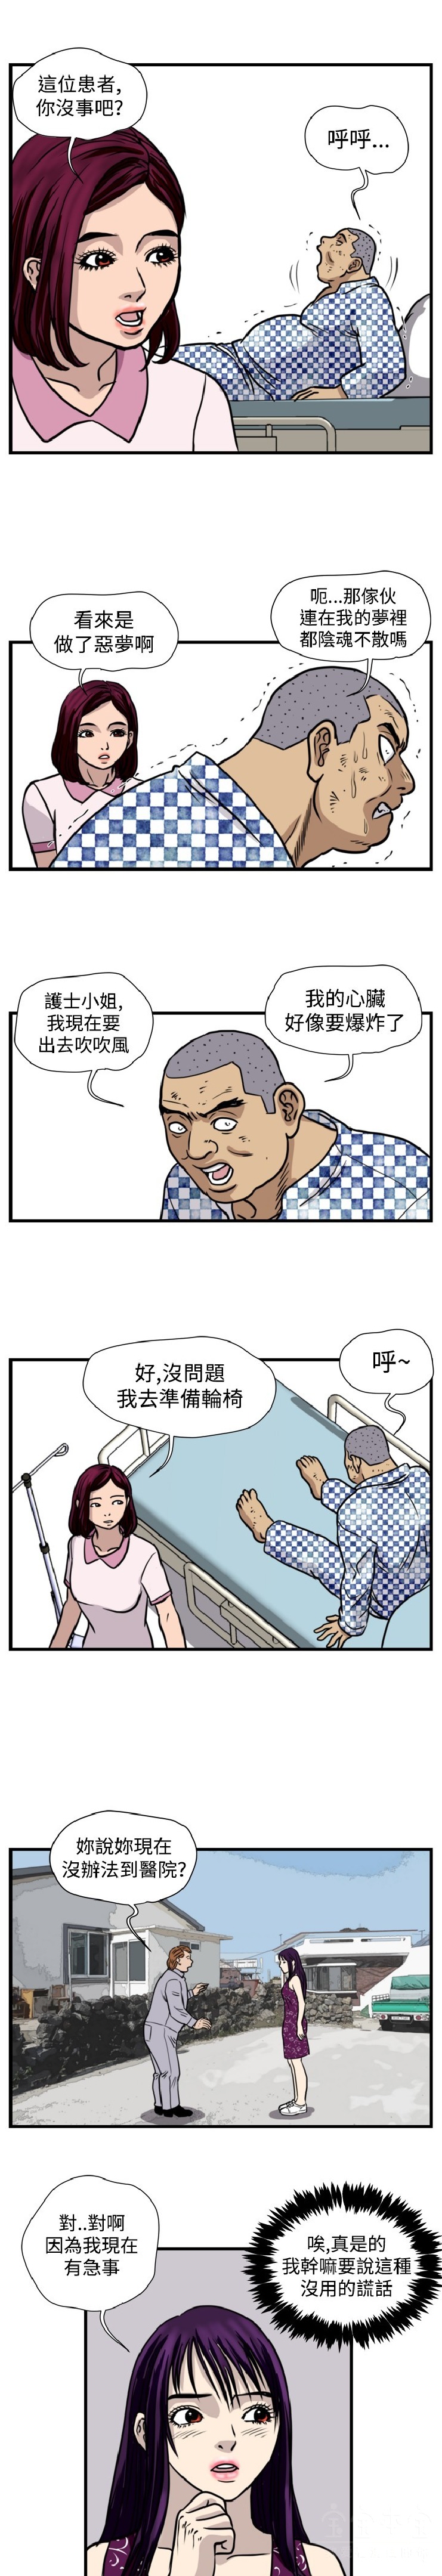 這位患者,
你沒事吧?
呼呼...
看來是
做了惡夢啊
呃...那傢伙
連在我的夢裡
都陰魂不散嗎
護士小姐,
我現在要
出去吹吹風
我的心臟
好像要爆炸了
好,沒問題
我去準備輪椅
呼~
妳說妳現在
沒辦法到醫院?
對..對啊
因為我現在
有急事
唉,真是的
我幹嘛要說這種
沒用的謊話